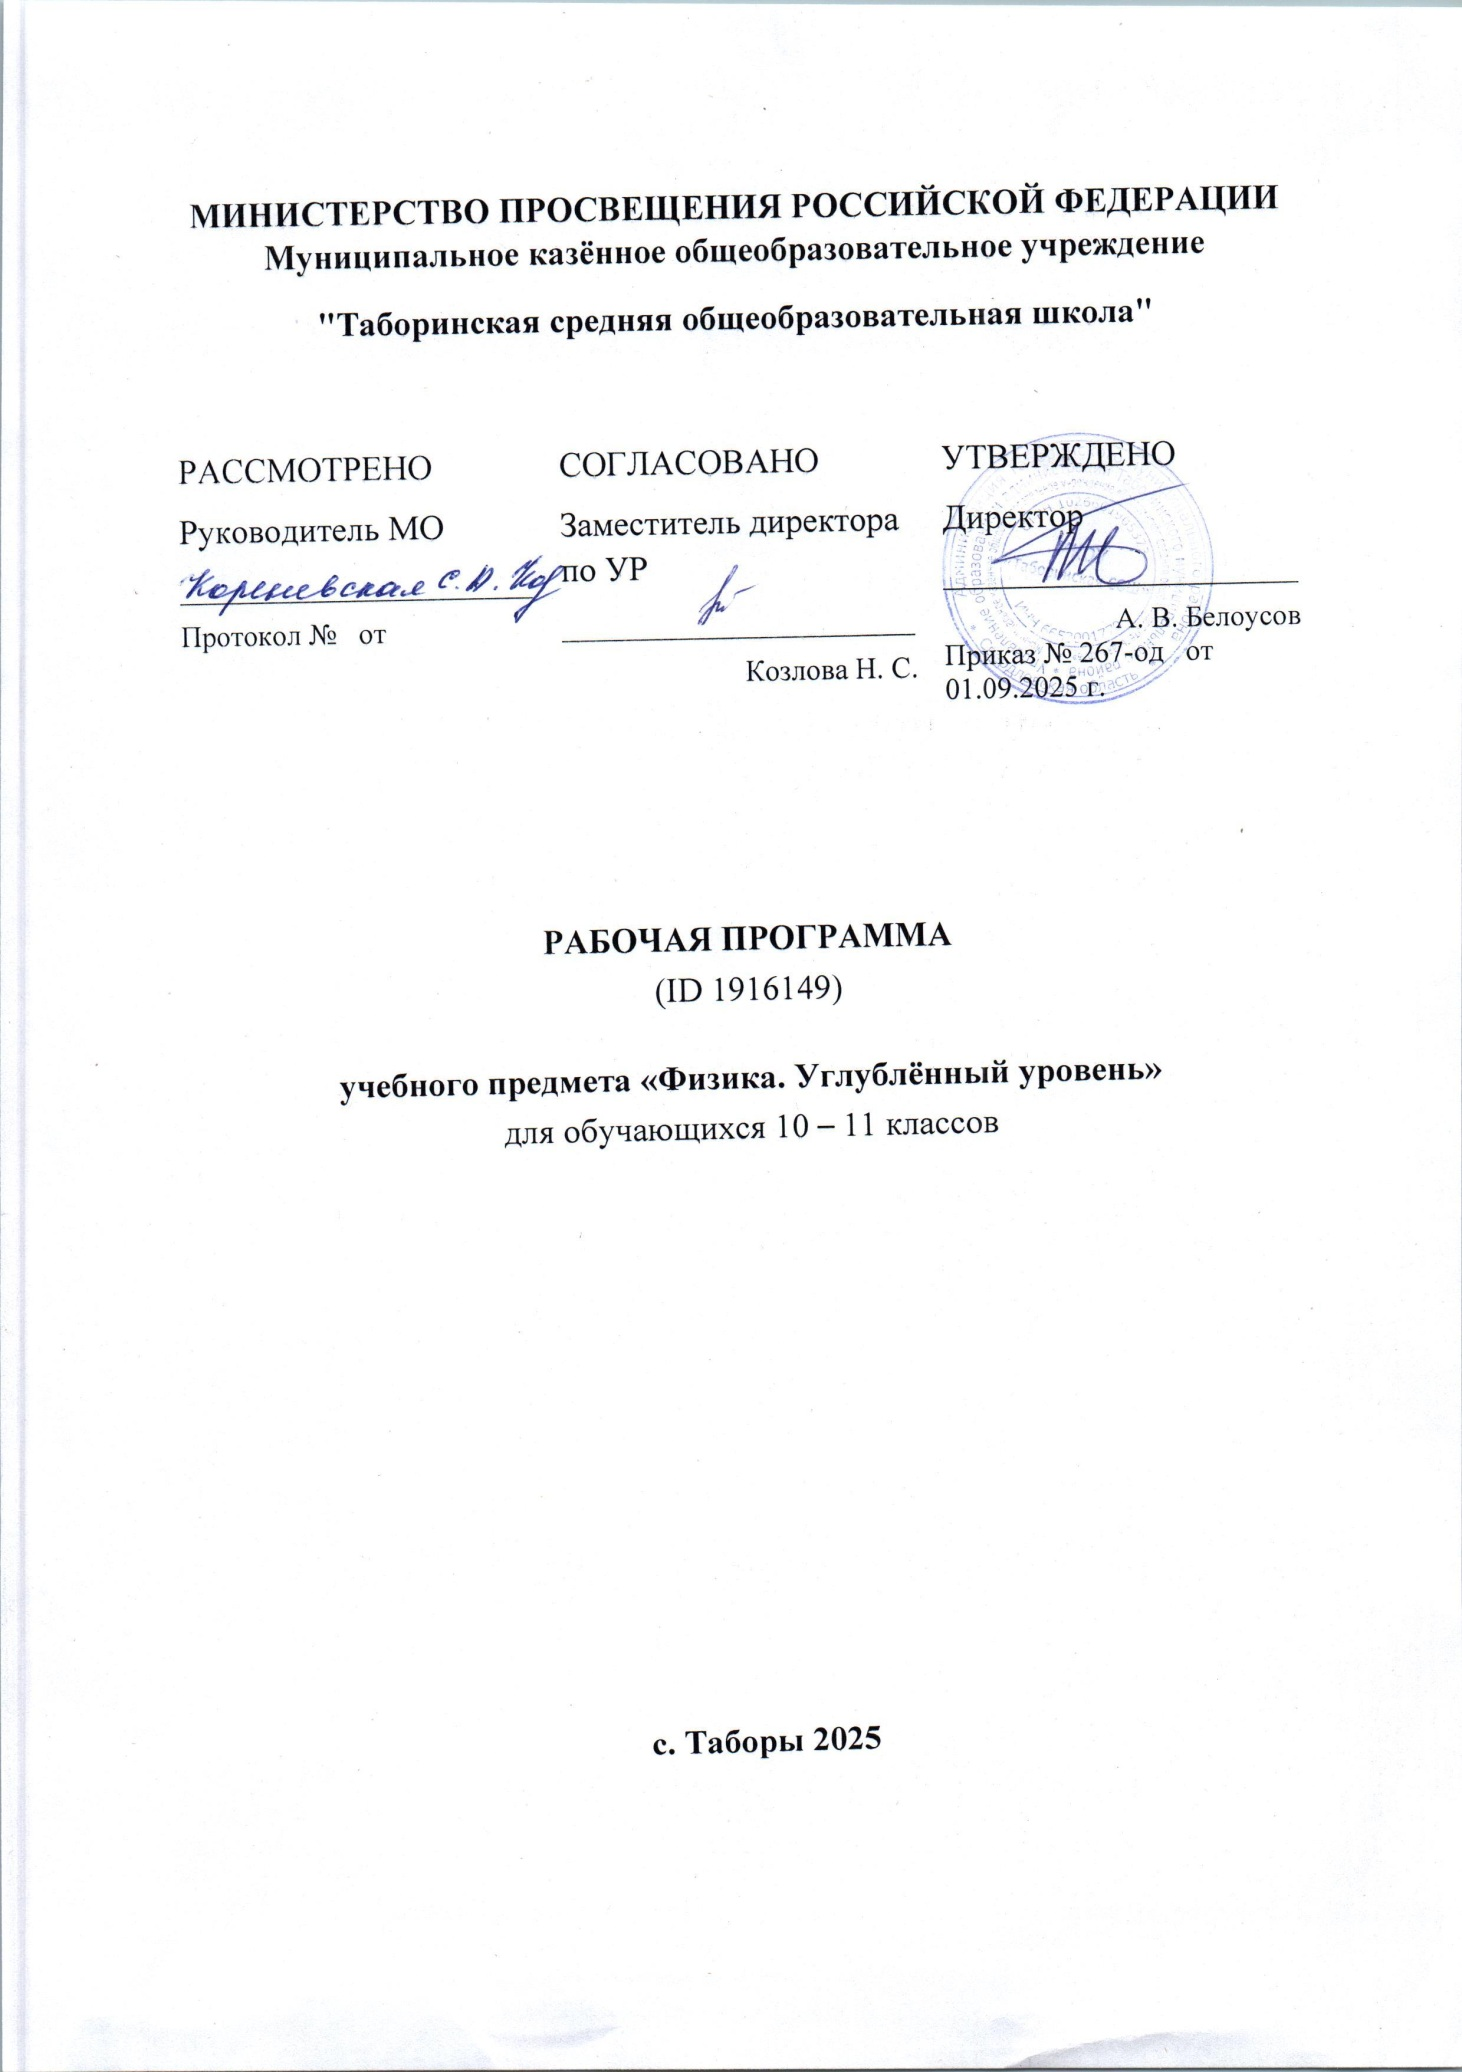 МИНИСТЕРСТВО ПРОСВЕЩЕНИЯ РОССИЙСКОЙ ФЕДЕРАЦИИ
Муниципальное казённое общеобразовательное учреждение
"Таборинская средняя общеобразовательная школа"
РАССМОТРЕНО
Руководитель МО
Кореневская С.А.
Протокол № от
СОГЛАСОВАНО
Заместитель директора
по УР
Козлова Н. С.
УТВЕРЖДЕНО
Директор
А. В. Белоусов
Приказ № 267-од от
01.09.2025 г.
РАБОЧАЯ ПРОГРАММА
(ID 1916149)
учебного предмета «Физика. Углублённый уровень»
для обучающихся 10 – 11 классов
с. Таборы 2025